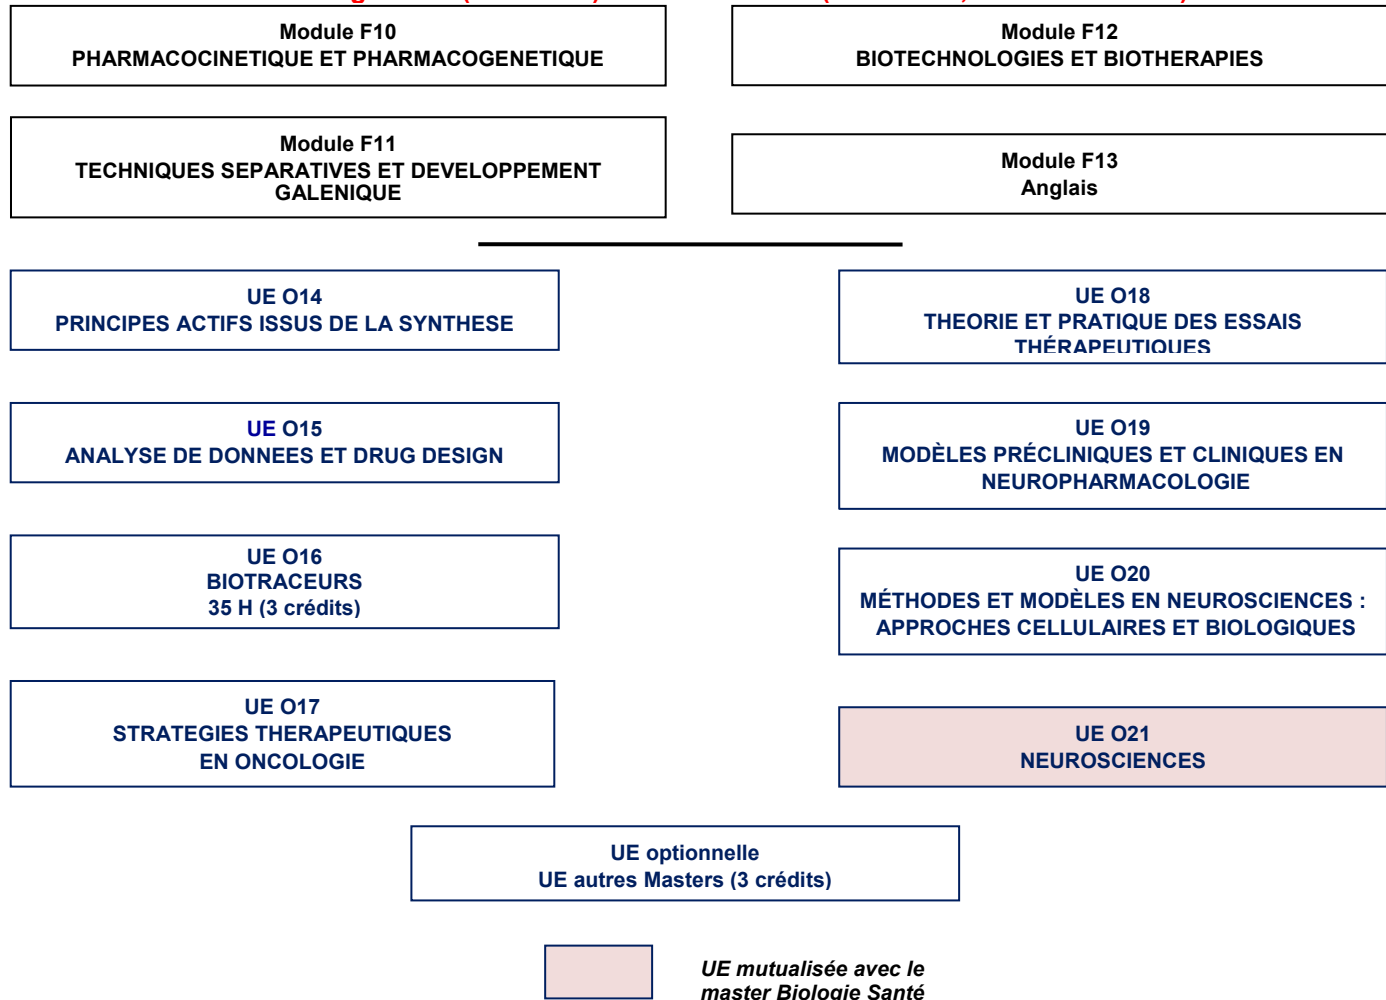 Module F10
PHARMACOCINETIQUE ET PHARMACOGENETIQUE
Module F12
BIOTECHNOLOGIES ET BIOTHERAPIES
Module F11
TECHNIQUES SEPARATIVES ET DEVELOPPEMENT
GALENIQUE
Module F13
Anglais
UE O14
PRINCIPES ACTIFS ISSUS DE LA SYNTHESE
UE O18
THEORIE ET PRATIQUE DES ESSAIS
THÉRAPEUTIQUES
UE O15
ANALYSE DE DONNEES ET DRUG DESIGN
UE O19
MODÈLES PRÉCLINIQUES ET CLINIQUES EN
NEUROPHARMACOLOGIE
UE O16
BIOTRACEURS
35 H (3 crédits)
UE O20
MÉTHODES ET MODÈLES EN NEUROSCIENCES :
APPROCHES CELLULAIRES ET BIOLOGIQUES
UE O17
STRATEGIES THERAPEUTIQUES
EN ONCOLOGIE
UE O21
NEUROSCIENCES
UE optionnelle
UE autres Masters (3 crédits)
UE mutualisée avec le
master Biologie Santé